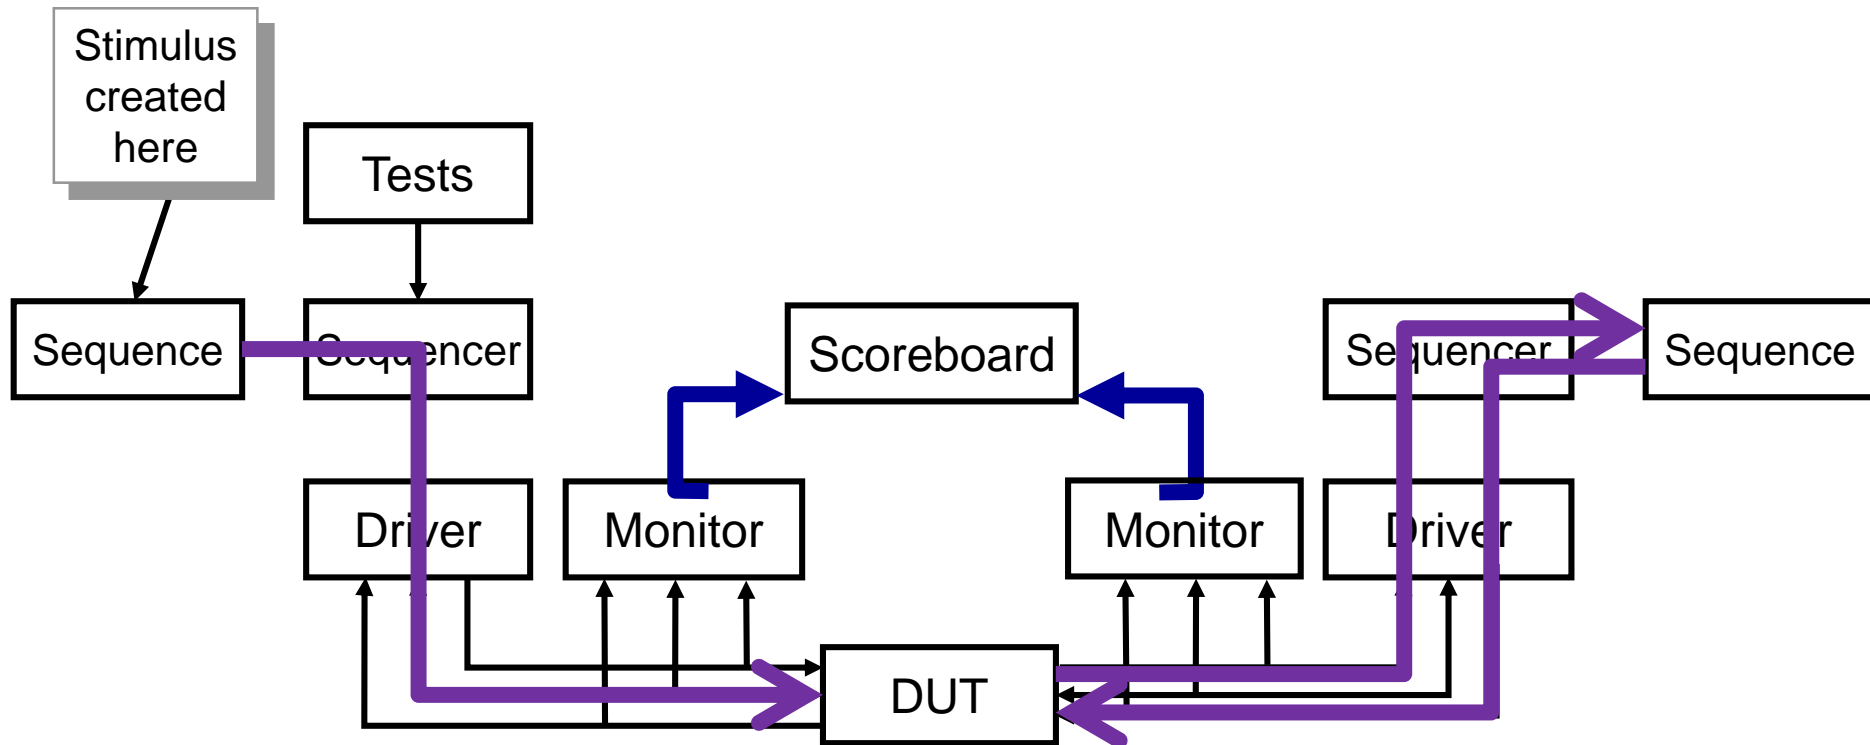 Stimulus
created
here
Tests
Sequence
Sequencer
Scoreboard
Sequencer
Sequence
Driver
Monitor
Monitor
Driver
DUT